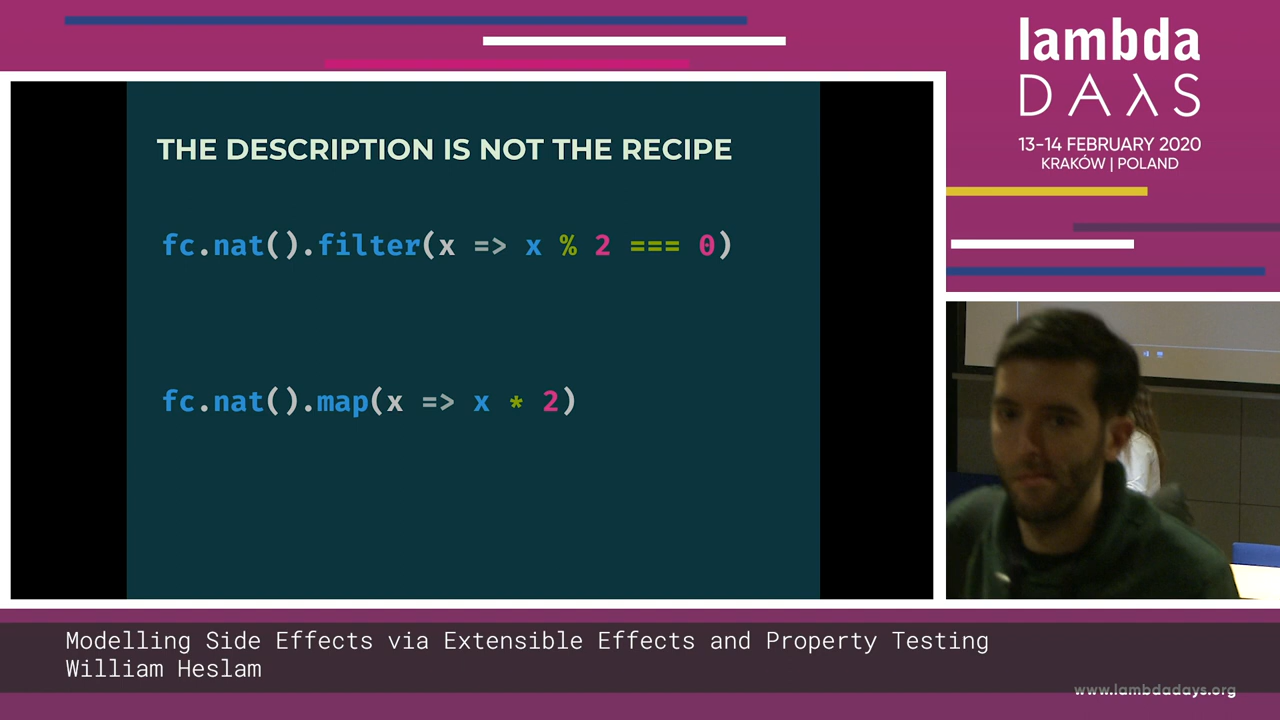 lambda
DAλS
13–14 FEBRUARY 2020
KRAKÓW | POLAND
THE DESCRIPTION IS NOT THE RECIPE
fc.nat().filter(x => x % 2 === 0)
fc.nat().map(x => x * 2)
Modelling Side Effects via Extensible Effects and Property Testing
William Heslam
www.lambdadays.org